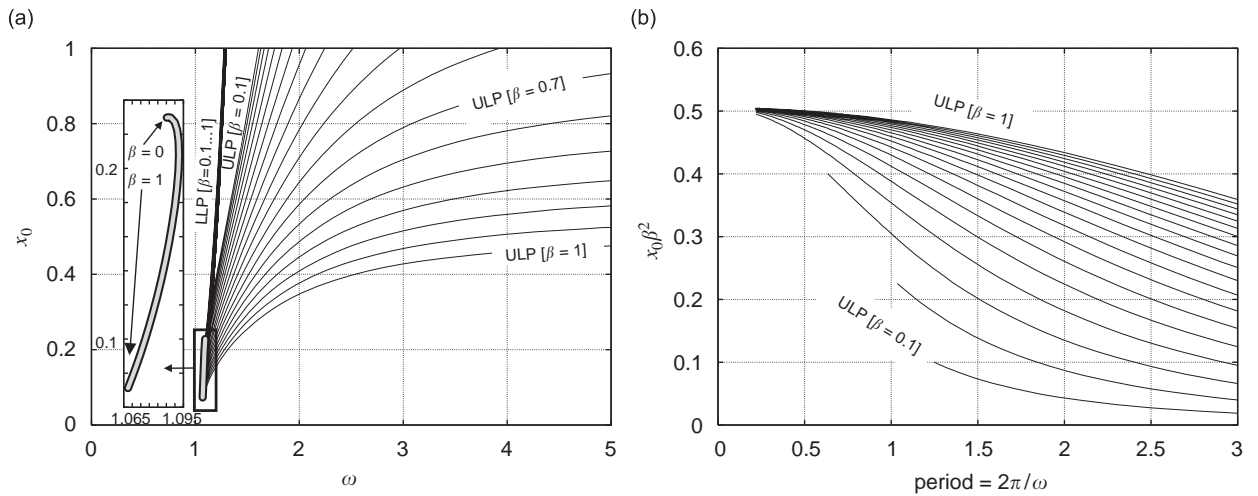 (a)
(b)
1
0.8
0.6
0.4
0.2
0
x0
β = 0
β = 1
0.2
0.1
1.065 1.095
LLP [β=0.1...1]
ULP [β = 0.1]
ULP [β = 0.7]
ULP [β = 1]
0 1 2 3 4 5
ω
0.6
0.5
0.4
0.3
0.2
0.1
0
x0β²
ULP [β = 1]
ULP [β = 0.1]
0 0.5 1 1.5 2 2.5 3
period = 2π/ω